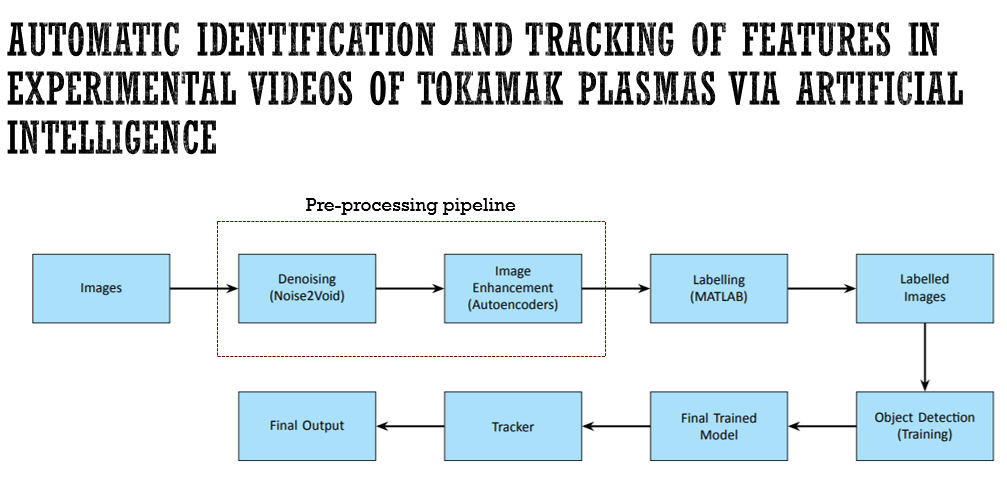 AUTOMATIC IDENTIFICATION AND TRACKING OF FEATURES IN
EXPERIMENTAL VIDEOS OF TOKAMAK PLASMAS VIA ARTIFICIAL
INTELLIGENCE
Pre-processing pipeline
Images
Denoising
(Noise2Void)
Image
Enhancement
(Autoencoders)
Labelling
(MATLAB)
Labelled
Images
Object Detection
(Training)
Final Trained
Model
Tracker
Final Output